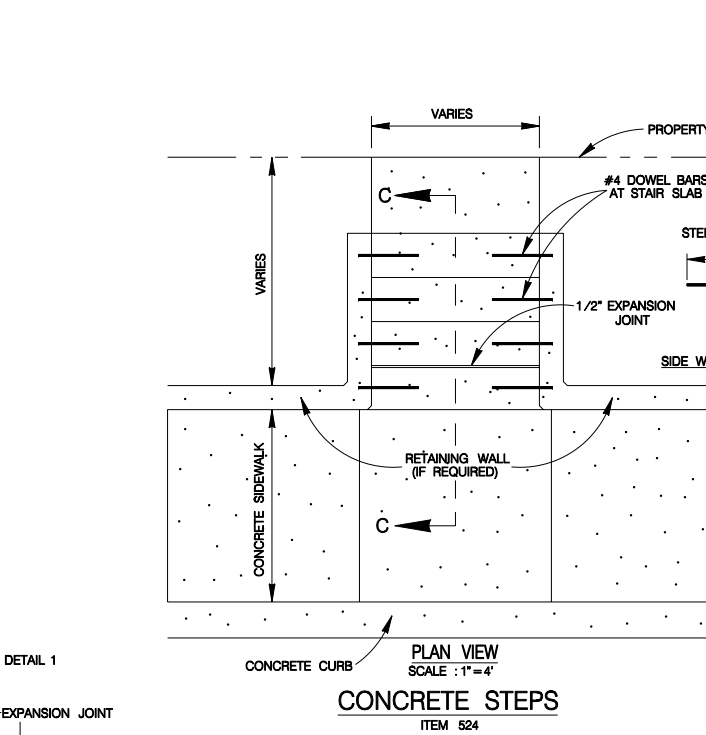 VARIES
PROPERTY
C
#4 DOWEL BARS
AT STAIR SLAB
VARIES
1/2" EXPANSION
JOINT
SIDE W
RETAINING WALL
(IF REQUIRED)
CONCRETE SIDEWALK
C
DETAIL 1
CONCRETE CURB
PLAN VIEW
SCALE : 1"=4'
EXPANSION JOINT
CONCRETE STEPS
ITEM 524